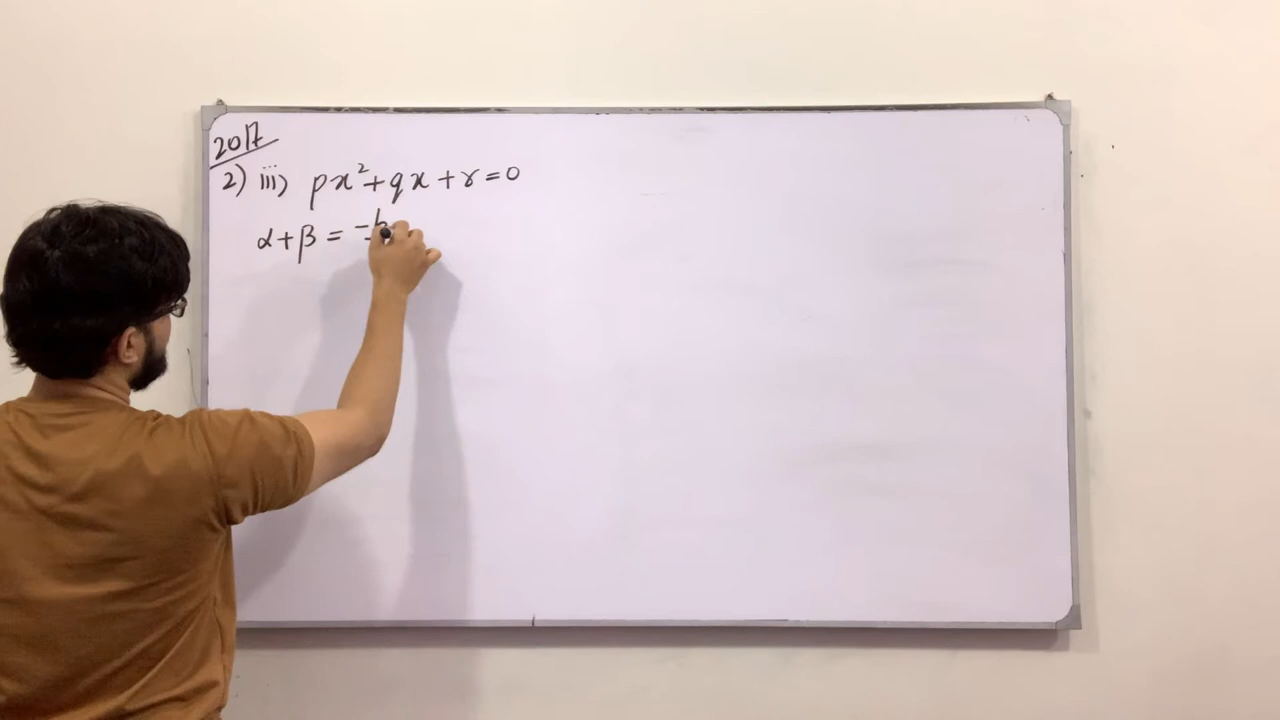 2017
2) iii) px²+qx+r=0
α+β = -b